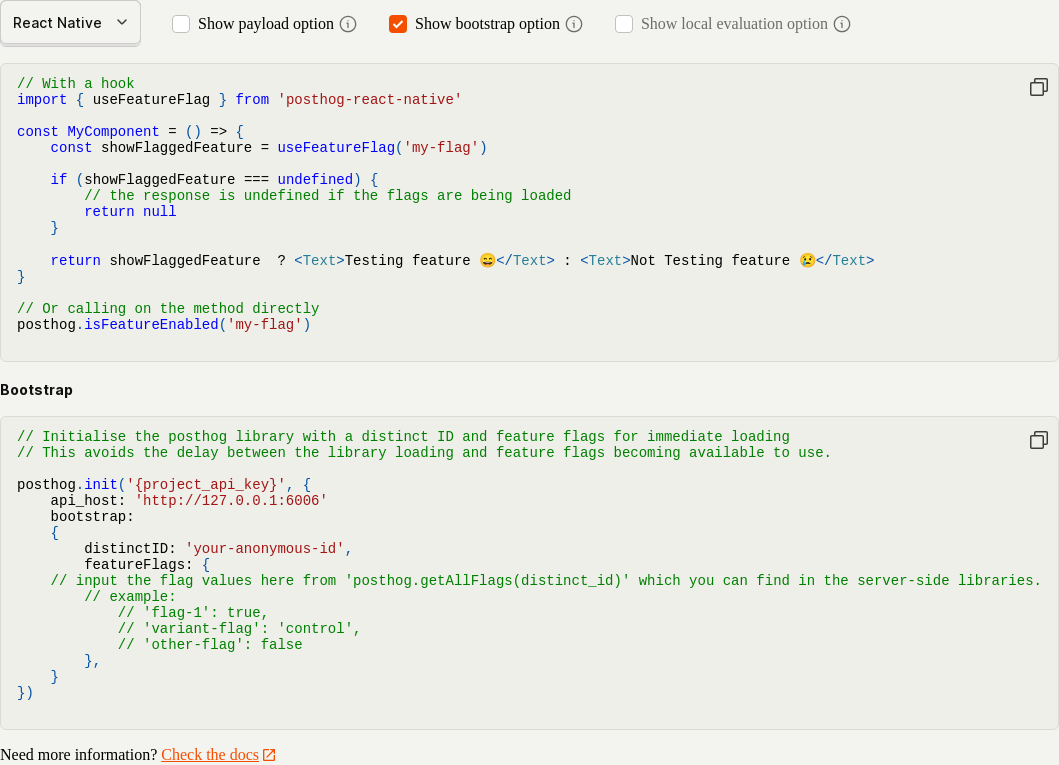 React Native Show payload option Show bootstrap option Show local evaluation option
// With a hook
import { useFeatureFlag } from 'posthog-react-native'
const MyComponent = () => {
    const showFlaggedFeature = useFeatureFlag('my-flag')
    if (showFlaggedFeature === undefined) {
        // the response is undefined if the flags are being loaded
        return null
    }
    return showFlaggedFeature  ? <Text>Testing feature 😄</Text> : <Text>Not Testing feature 😢</Text>
}
// Or calling on the method directly
posthog.isFeatureEnabled('my-flag')
Bootstrap
// Initialise the posthog library with a distinct ID and feature flags for immediate loading
// This avoids the delay between the library loading and feature flags becoming available to use.
posthog.init('{project_api_key}', {
    api_host: 'http://127.0.0.1:6006'
    bootstrap:
    {
        distinctID: 'your-anonymous-id',
        featureFlags: {
    // input the flag values here from 'posthog.getAllFlags(distinct_id)' which you can find in the server-side libraries.
        // example:
            // 'flag-1': true,
            // 'variant-flag': 'control',
            // 'other-flag': false
        },
    }
})
Need more information? Check the docs